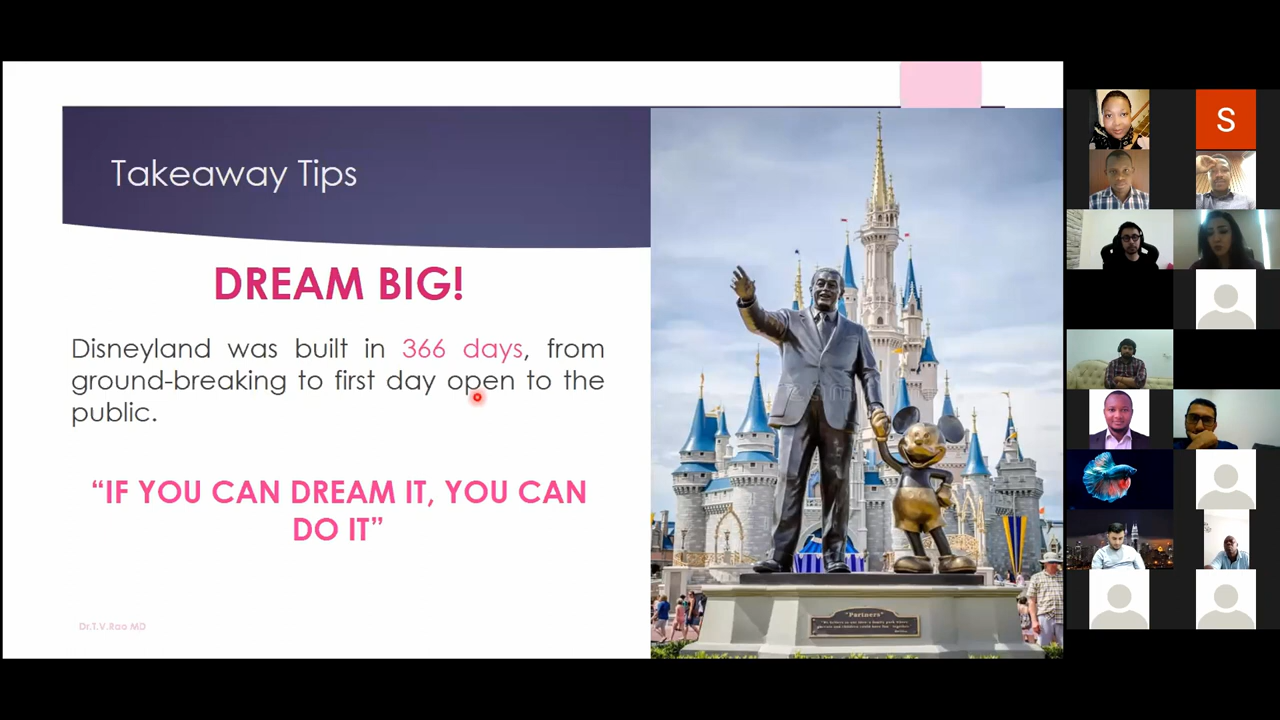 Takeaway Tips
DREAM BIG!
Disneyland was built in 366 days, from
ground-breaking to first day open to the
public.
“IF YOU CAN DREAM IT, YOU CAN
DO IT”
Dr.T.V.Rao MD
"Partners"
S